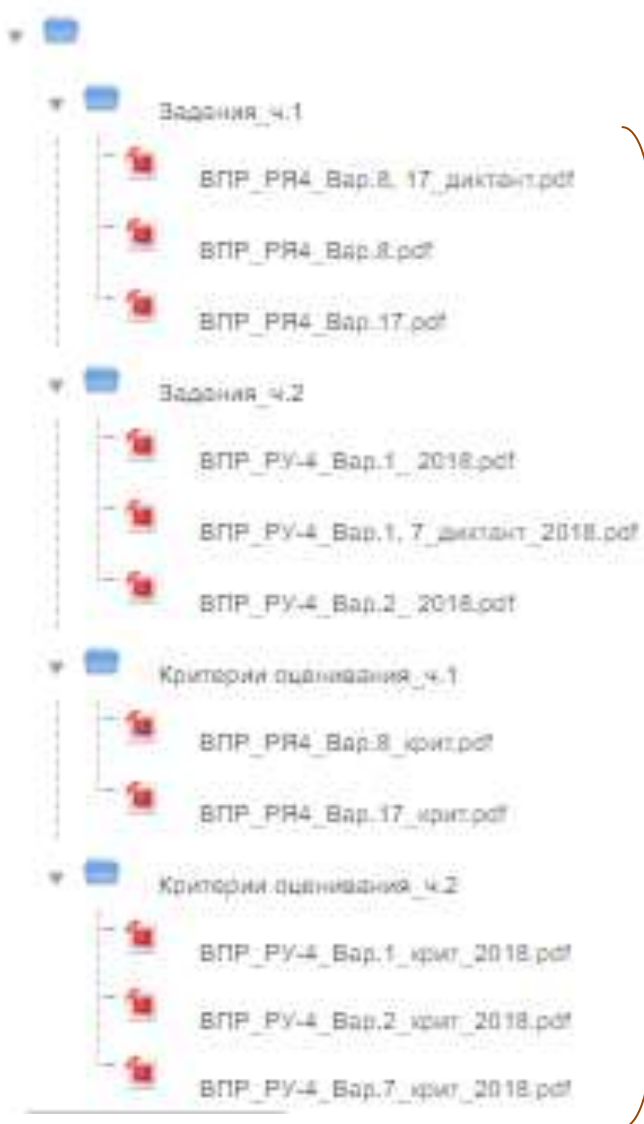 Задания_ч.1
ВПР_РЯ4_Вар.8, 17_диктант.pdf
ВПР_РЯ4_Вар.8.pdf
ВПР_РЯ4_Вар.17.pdf
Задания_ч.2
ВПР_РУ-4_Вар.1_ 2018.pdf
ВПР_РУ-4_Вар.1, 7_диктант_2018.pdf
ВПР_РУ-4_Вар.2_ 2018.pdf
Критерии оценивания_ч.1
ВПР_РЯ4_Вар.8_крит.pdf
ВПР_РЯ4_Вар.17_крит.pdf
Критерии оценивания_ч.2
ВПР_РУ-4_Вар.1_крит_2018.pdf
ВПР_РУ-4_Вар.2_крит_2018.pdf
ВПР_РУ-4_Вар.7_крит_2018.pdf